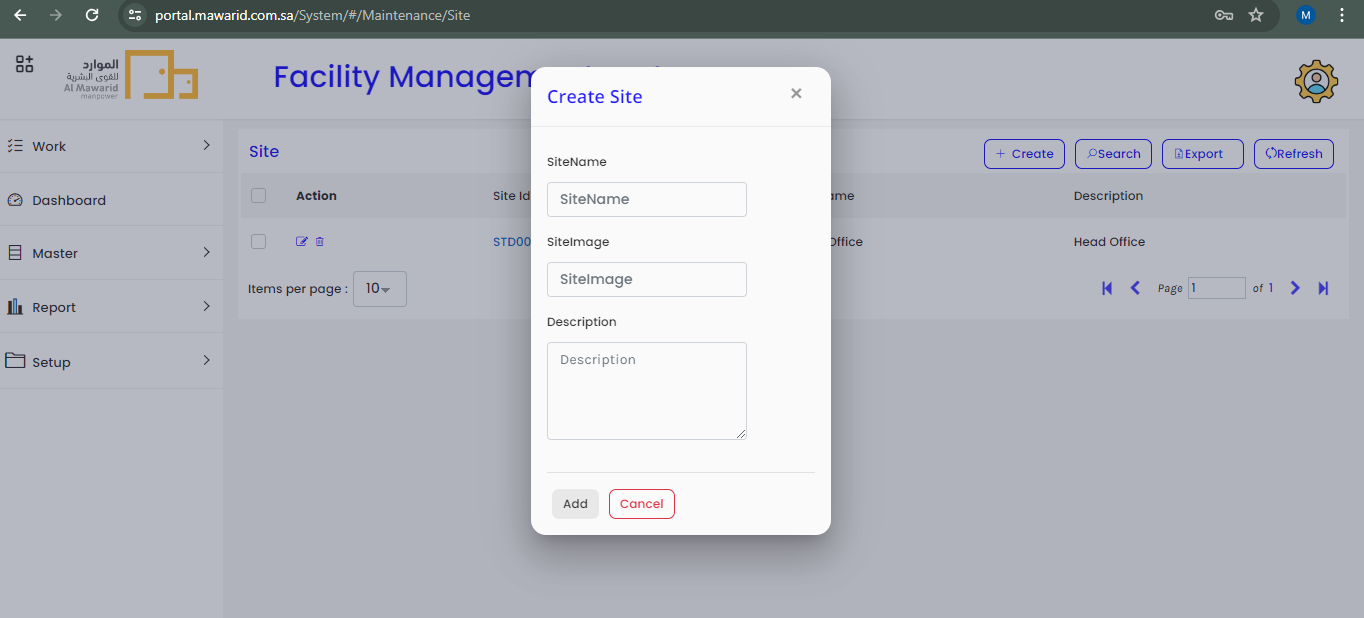 portal.mawarid.com.sa/System/#/Maintenance/Site
M
الموارد
للقوى البشرية
Al Mawarid
manpower
Facility Managem
Create Site
×
Work
Dashboard
Master
Report
Setup
Site
+ Create
Search
Export
Refresh
Action
Site Id
ame
Description
STD00
Office
Head Office
Items per page :
10
Page
1
of 1
SiteName
SiteName
SiteImage
SiteImage
Description
Description
Add
Cancel